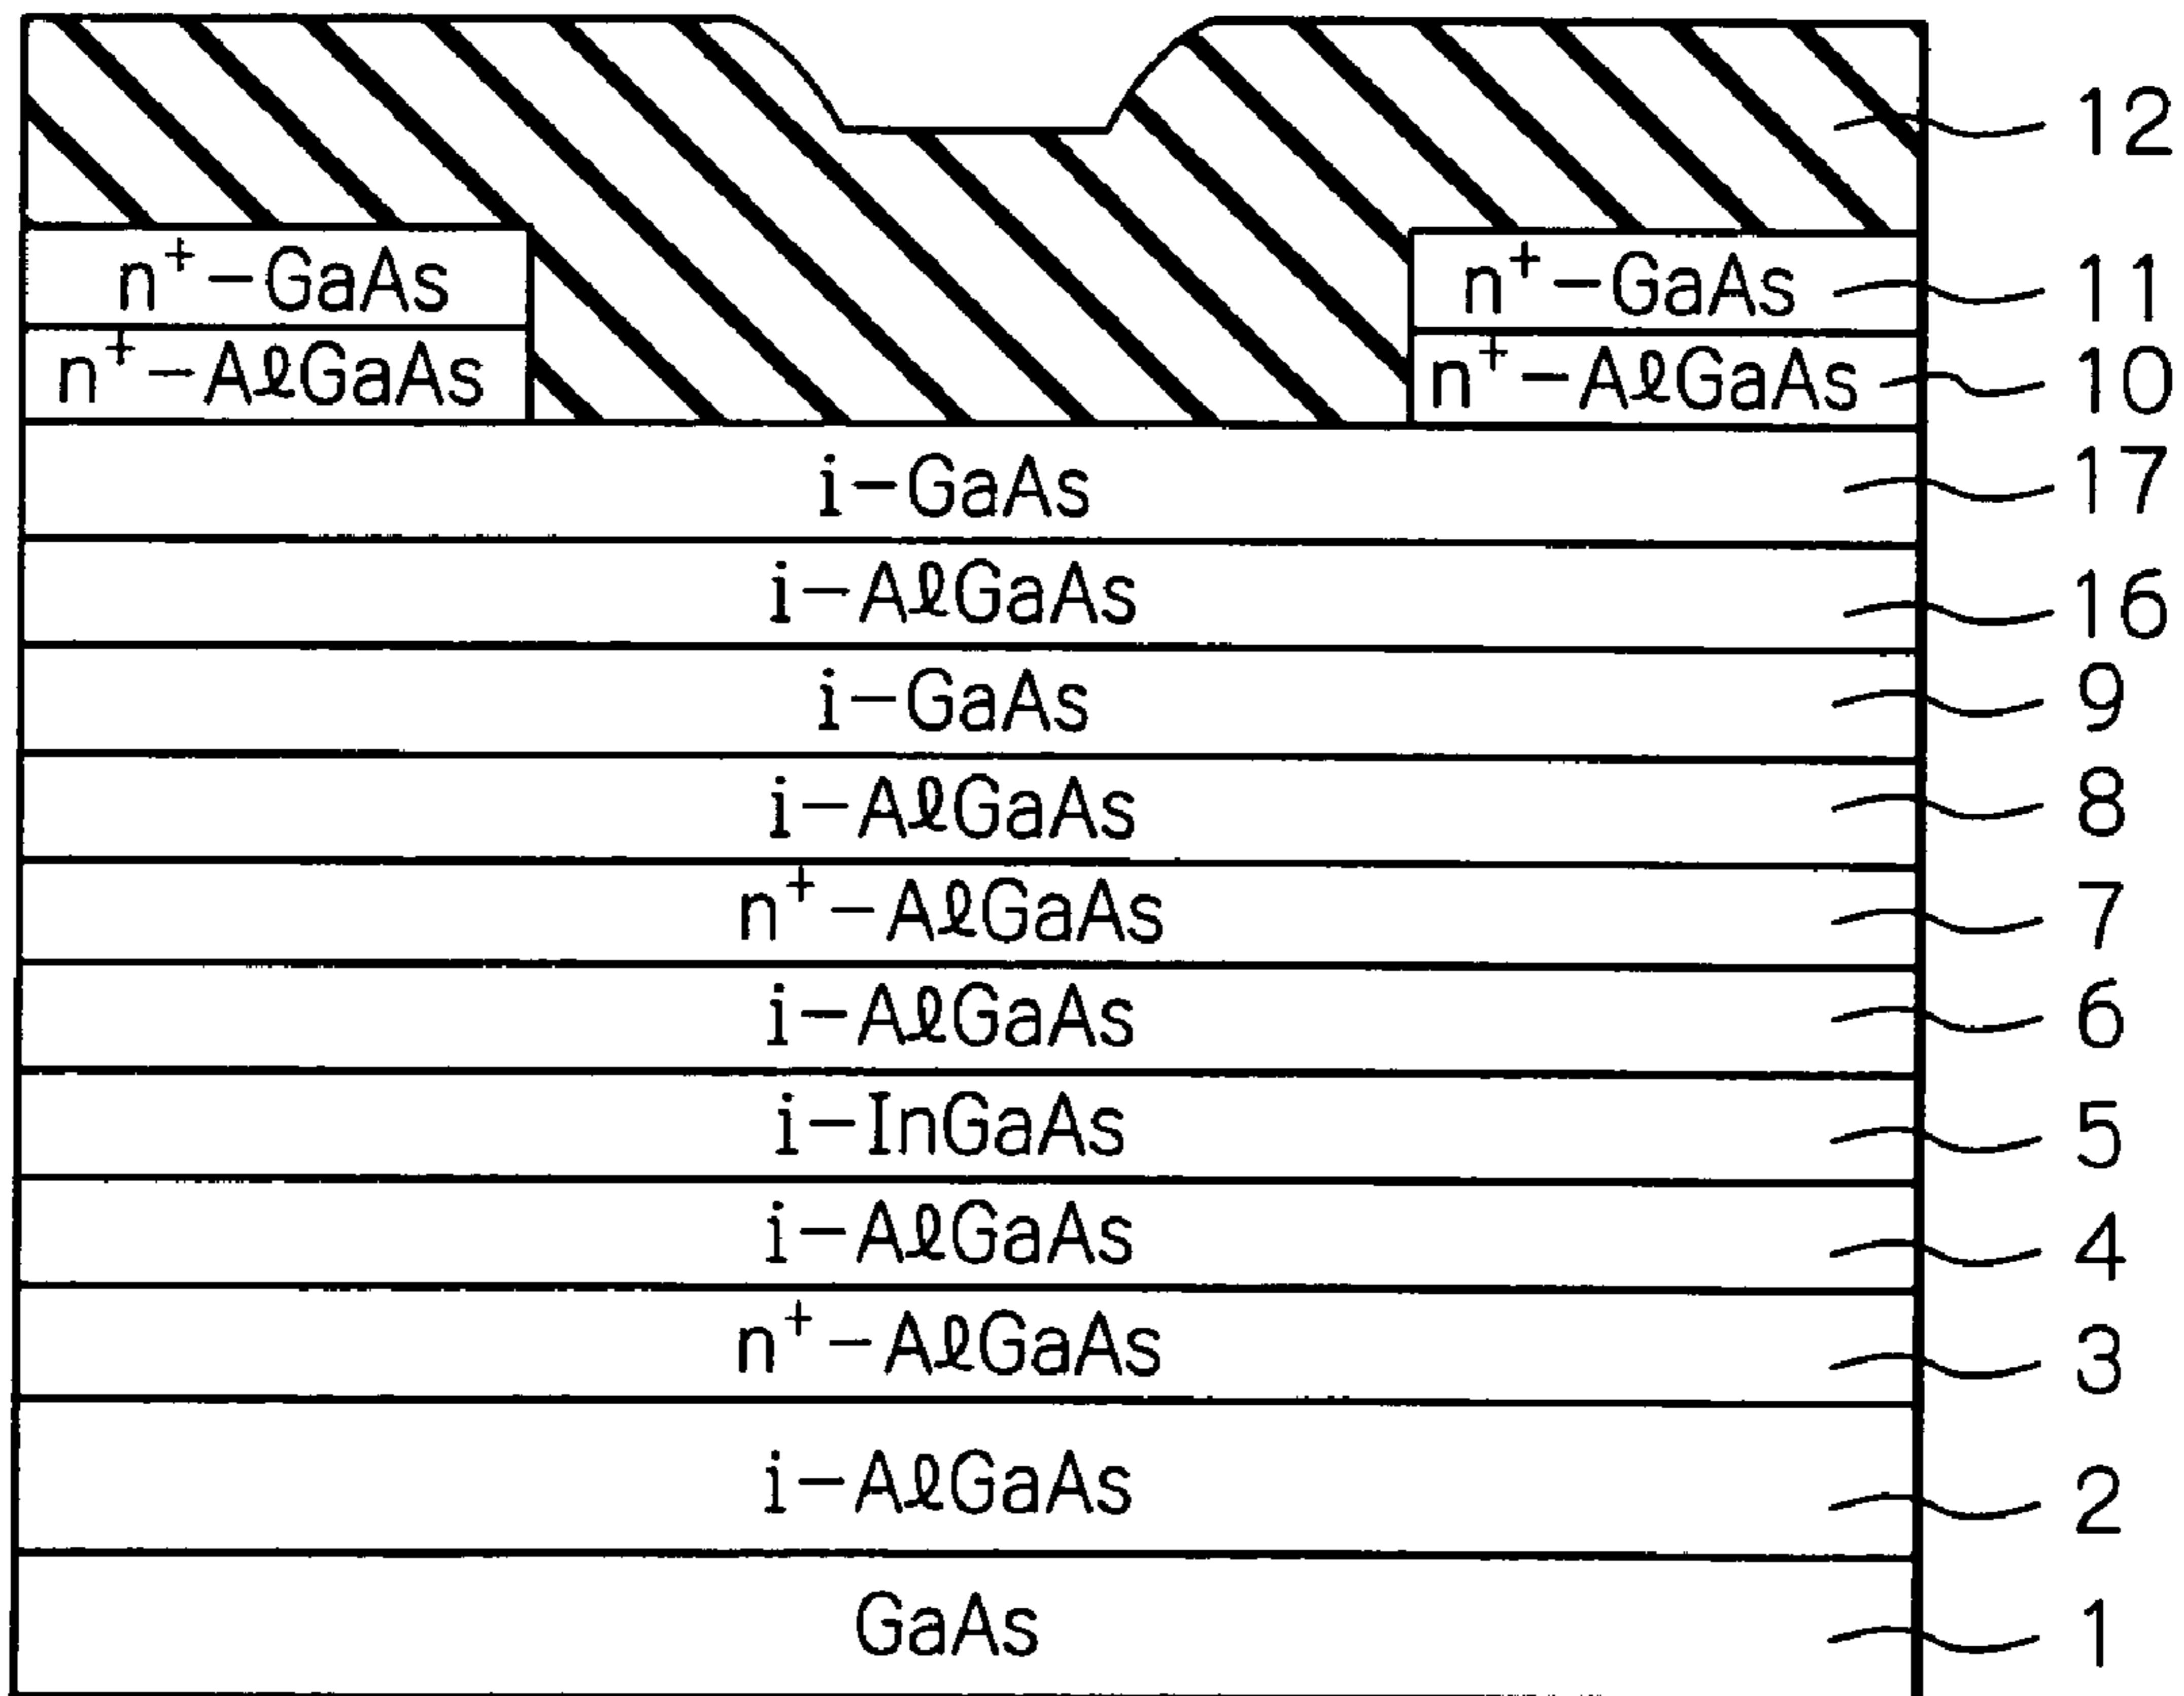 12
n⁺-GaAs n⁺-GaAs 11
n⁺-AℓGaAs n⁺-AℓGaAs 10
i-GaAs 17
i-AℓGaAs 16
i-GaAs 9
i-AℓGaAs 8
n⁺-AℓGaAs 7
i-AℓGaAs 6
i-InGaAs 5
i-AℓGaAs 4
n⁺-AℓGaAs 3
i-AℓGaAs 2
GaAs 1